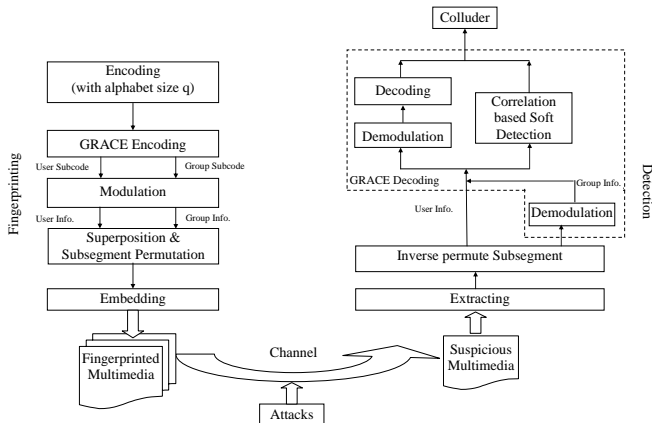 Colluder
Encoding
(with alphabet size q)
GRACE Encoding
User Subcode
Group Subcode
Modulation
User Info.
Group Info.
Superposition &
Subsegment Permutation
Embedding
Fingerprinted
Multimedia
Fingerprinting
Channel
Attacks
Decoding
Demodulation
Correlation
based Soft
Detection
GRACE Decoding
Group Info.
User Info.
Demodulation
Detection
Inverse permute Subsegment
Extracting
Suspicious
Multimedia